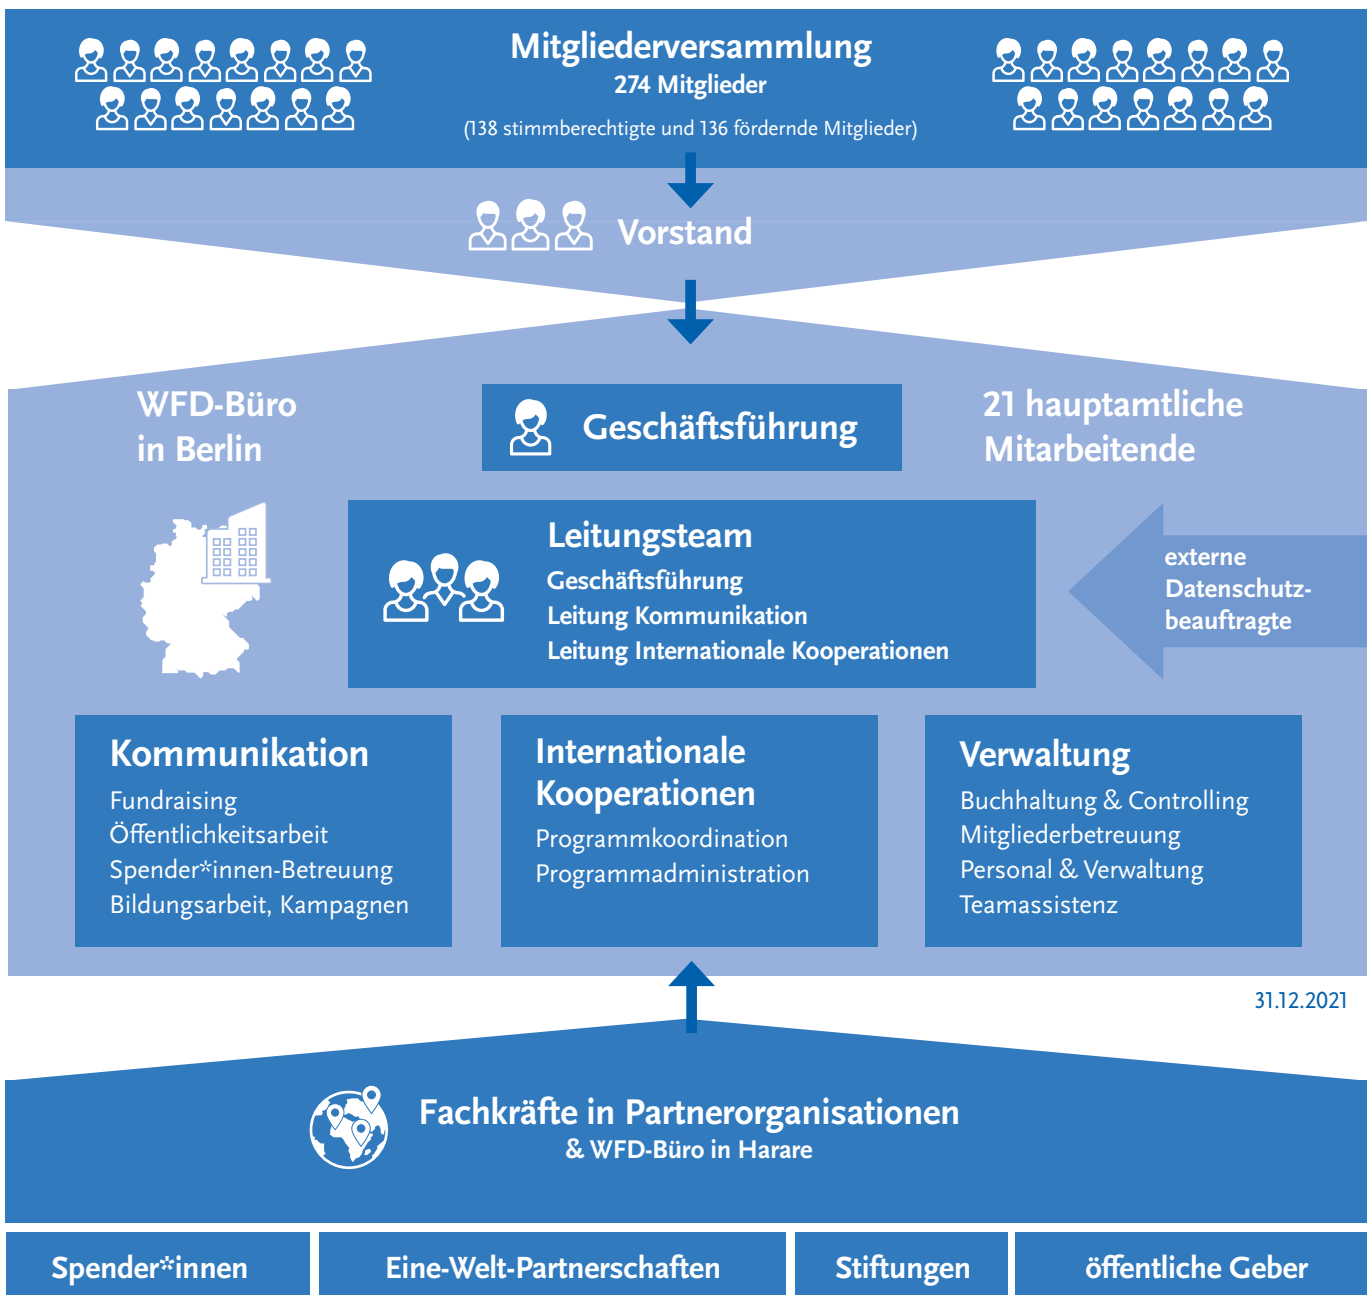 Mitgliederversammlung
274 Mitglieder
(138 stimmberechtigte und 136 fördernde Mitglieder)
Vorstand
WFD-Büro
in Berlin
Geschäftsführung
21 hauptamtliche
Mitarbeitende
Leitungsteam
Geschäftsführung
Leitung Kommunikation
Leitung Internationale Kooperationen
externe
Datenschutz-
beauftragte
Kommunikation
Fundraising
Öffentlichkeitsarbeit
Spender*innen-Betreuung
Bildungsarbeit, Kampagnen
Internationale
Kooperationen
Programmkoordination
Programmadministration
Verwaltung
Buchhaltung & Controlling
Mitgliederbetreuung
Personal & Verwaltung
Teamassistenz
31.12.2021
Fachkräfte in Partnerorganisationen
& WFD-Büro in Harare
Spender*innen
Eine-Welt-Partnerschaften
Stiftungen
öffentliche Geber